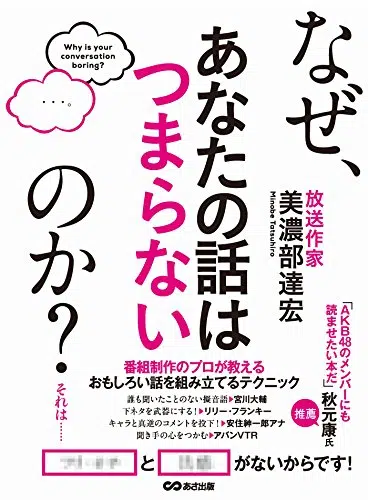 Why is your
conversation
boring?
・・・。
なぜ、
あなたの話は
つまらない
のか?
放送作家
美濃部達宏
Minobe Tatsuhiro
「AKB48のメンバーにも
読ませたい本だ」秋元康氏
推薦
番組制作のプロが教える
おもしろい話を組み立てるテクニック
誰も聞いたことのない擬音語▶宮川大輔
下ネタを武器にする!▶リリー・フランキー
キャラと真逆のコメントを投下!▶安住紳一郎アナ
聞き手の心をつかむ▶アバンVTR
それは……
と がないからです!
あさ出版